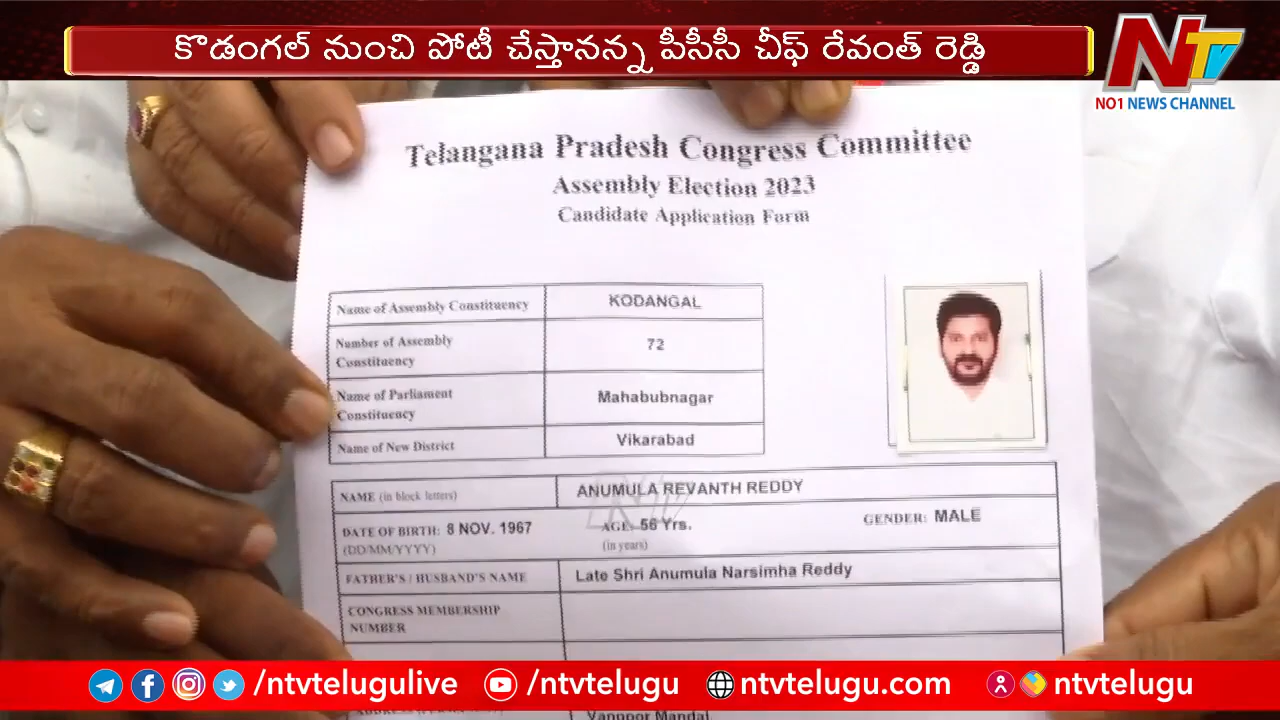 కొడంగల్ నుంచి పోటీ చేస్తానన్న పీసీసీ చీఫ్ రేవంత్ రెడ్డి
NTV
NO1 NEWS CHANNEL
Telangana Pradesh Congress Committee
Assembly Election 2023
Candidate Application Form
Name of Assembly Constituency KODANGAL
Number of Assembly Constituency 72
Name of Parliament Constituency Mahabubnagar
Name of New District Vikarabad
NAME (in block letters) ANUMULA REVANTH REDDY
DATE OF BIRTH: 8 NOV. 1967 AGE: 56 Yrs. GENDER: MALE
(DD/MM/YYYY) (in years)
FATHER'S / HUSBAND'S NAME Late Shri Anumula Narsimha Reddy
CONGRESS MEMBERSHIP
NUMBER
/ntvtelugulive /ntvtelugu ntvtelugu.com ntvtelugu
Mandal,